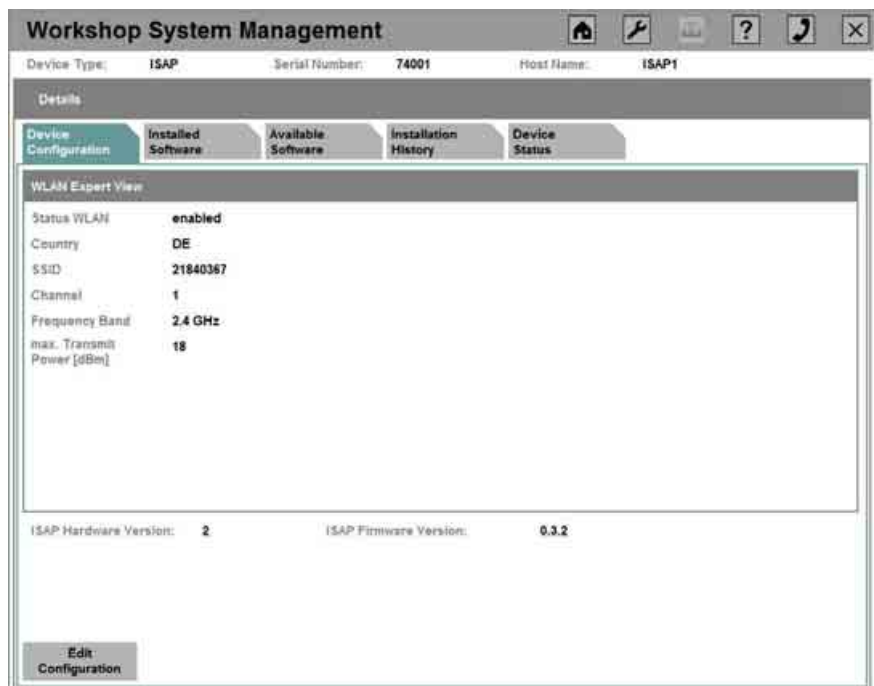 Workshop System Management
Device Type: ISAP Serial Number: 74001 Host Name: ISAP1
Details
Device Configuration
Installed Software
Available Software
Installation History
Device Status
WLAN Expert View
Status WLAN enabled
Country DE
SSID 21840367
Channel 1
Frequency Band 2.4 GHz
max. Transmit Power [dBm] 18
ISAP Hardware Version: 2 ISAP Firmware Version: 0.3.2
Edit Configuration